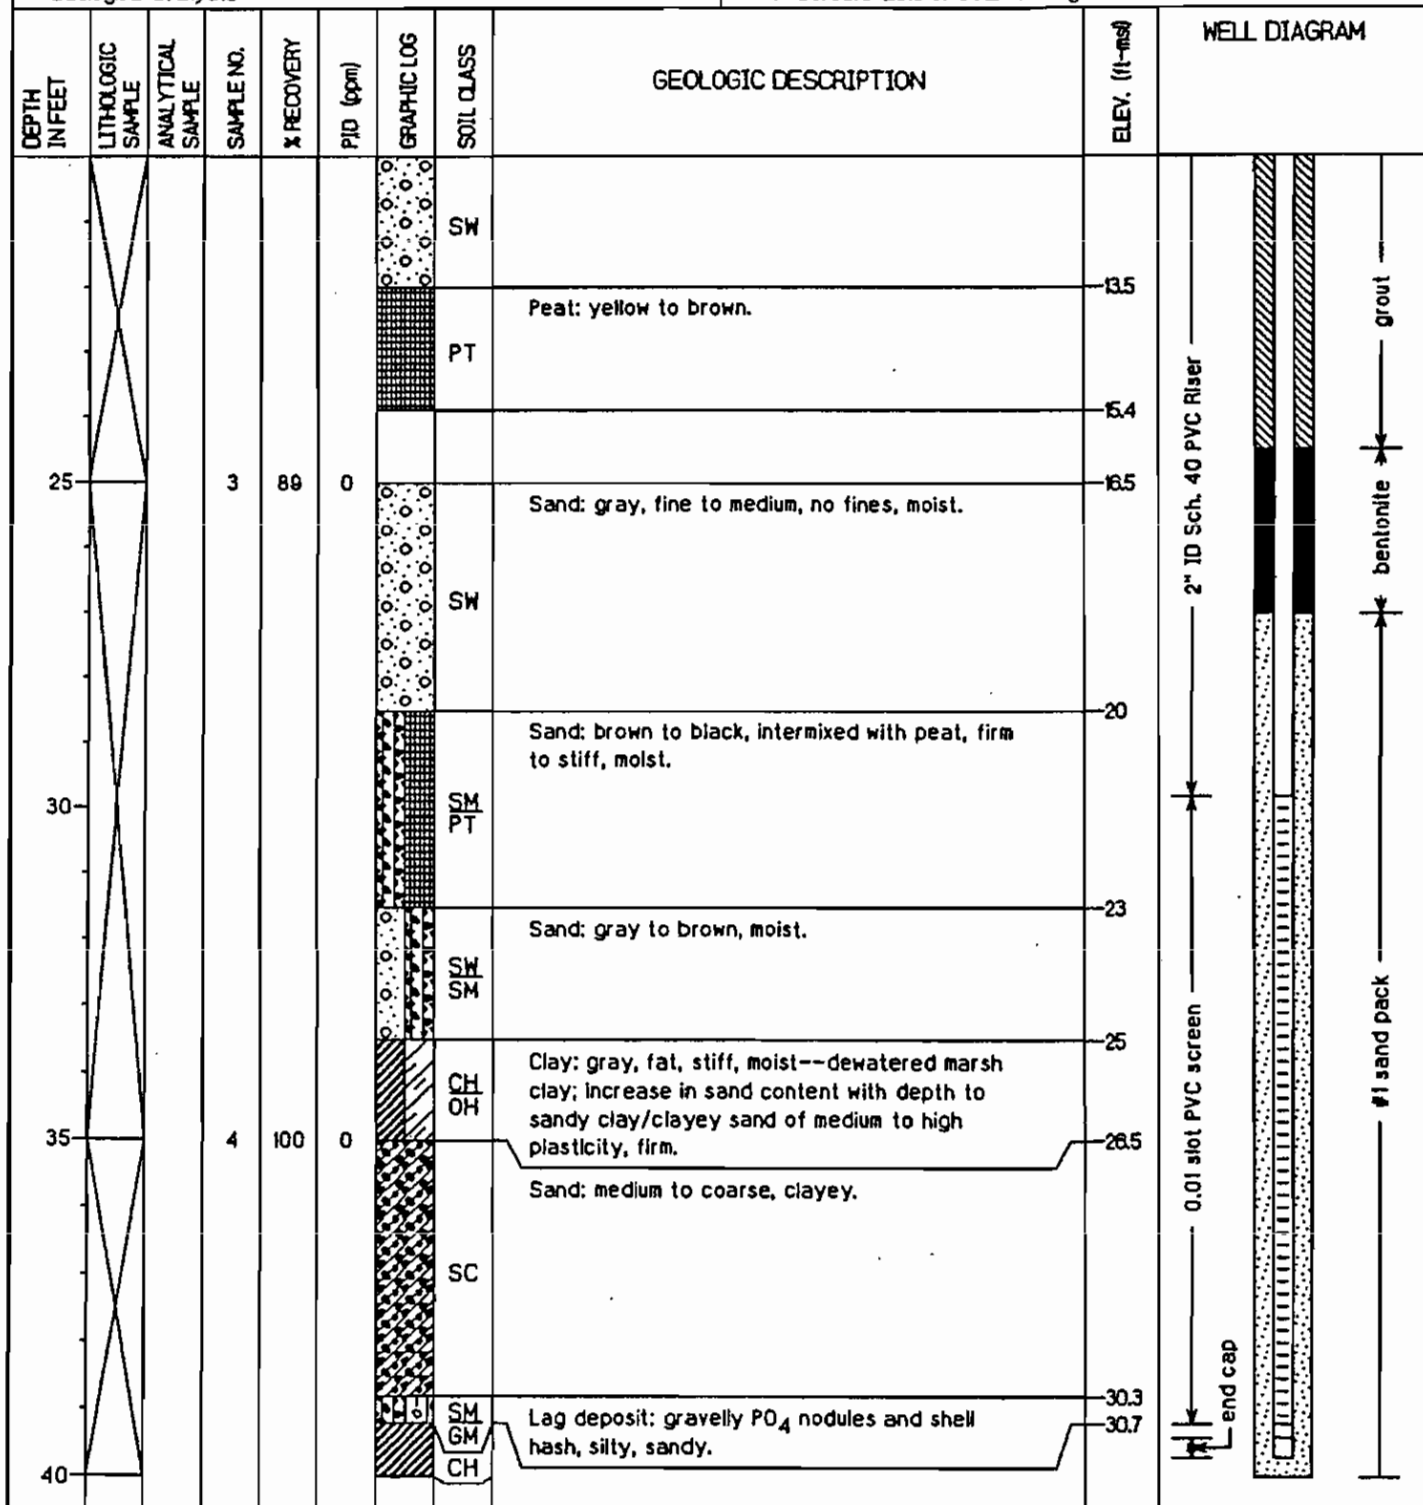 DEPTH
IN FEET
LITHOLOGIC
SAMPLE
ANALYTICAL
SAMPLE
SAMPLE NO.
% RECOVERY
PID (ppm)
GRAPHIC LOG
SOIL CLASS
GEOLOGIC DESCRIPTION
ELEV. (ft-msl)
WELL DIAGRAM
SW
13.5
Peat: yellow to brown.
PT
15.4
25
3
89
0
16.5
Sand: gray, fine to medium, no fines, moist.
SW
20
Sand: brown to black, intermixed with peat, firm
to stiff, moist.
30
SM
PT
23
Sand: gray to brown, moist.
SW
SM
25
Clay: gray, fat, stiff, moist--dewatered marsh
clay; increase in sand content with depth to
sandy clay/clayey sand of medium to high
plasticity, firm.
CH
OH
35
4
100
0
26.5
Sand: medium to coarse, clayey.
SC
30.3
SM
GM
Lag deposit: gravelly PO4 nodules and shell
hash, silty, sandy.
30.7
CH
40
2" ID Sch. 40 PVC Riser
0.01 slot PVC screen
end cap
grout
bentonite
#1 sand pack